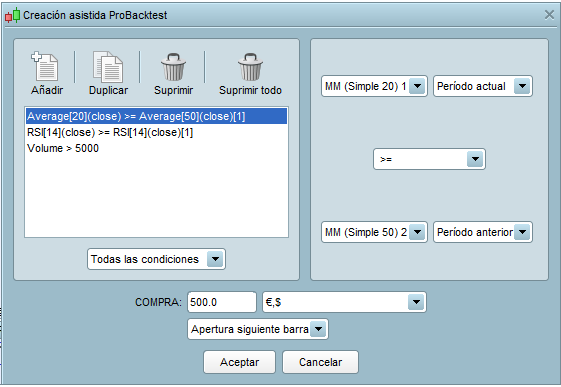 Creación asistida ProBacktest
Añadir Duplicar Suprimir Suprimir todo
Average[20](close) >= Average[50](close)[1]
RSI[14](close) >= RSI[14](close)[1]
Volume > 5000
Todas las condiciones
MM (Simple 20) 1 Período actual
>=
MM (Simple 50) 2 Período anterior
COMPRA: 500.0 €,$
Apertura siguiente barra
Aceptar Cancelar